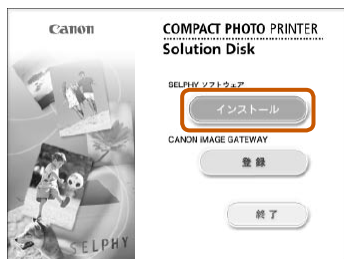 Canon
COMPACT PHOTO PRINTER
Solution Disk
SELPHY ソフトウェア
インストール
CANON IMAGE GATEWAY
登録
終了
SELPHY